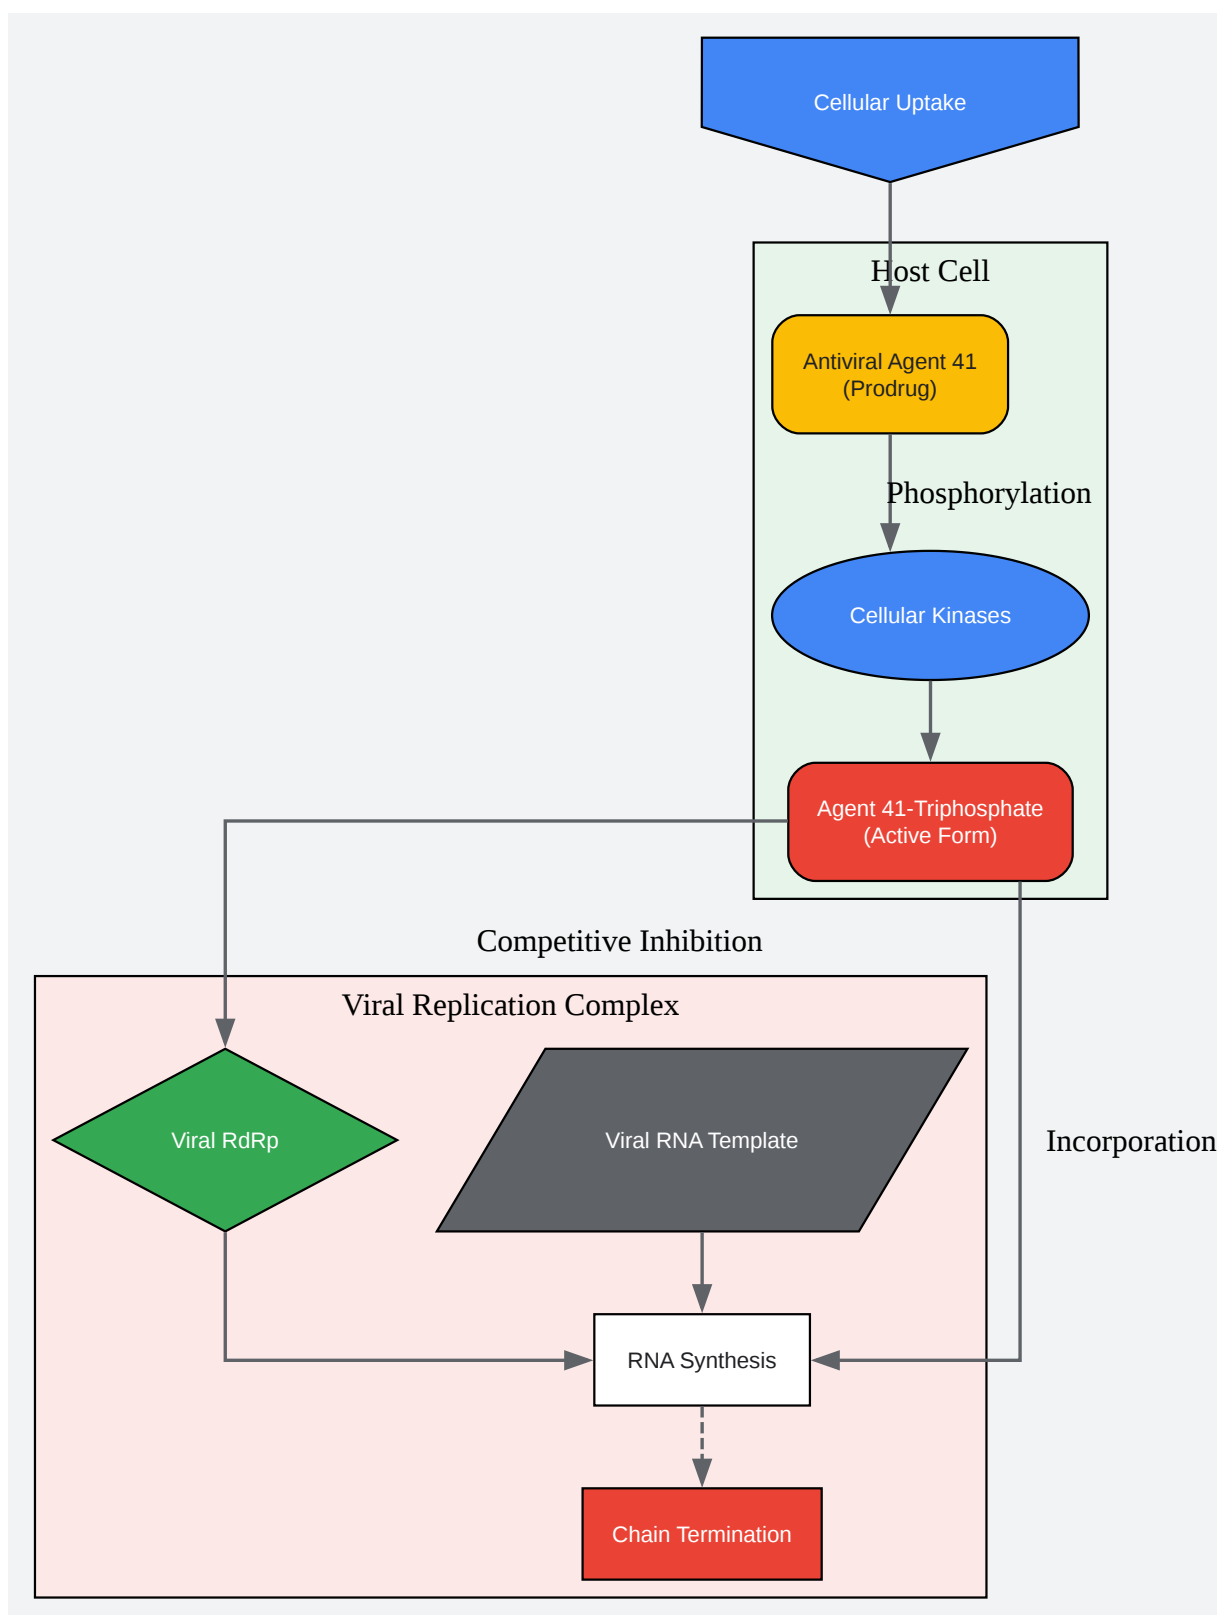 Cellular Uptake
Host Cell
Antiviral Agent 41
(Prodrug)
Phosphorylation
Cellular Kinases
Agent 41-Triphosphate
(Active Form)
Competitive Inhibition
Viral Replication Complex
Viral RdRp
Viral RNA Template
Incorporation
RNA Synthesis
Chain Termination